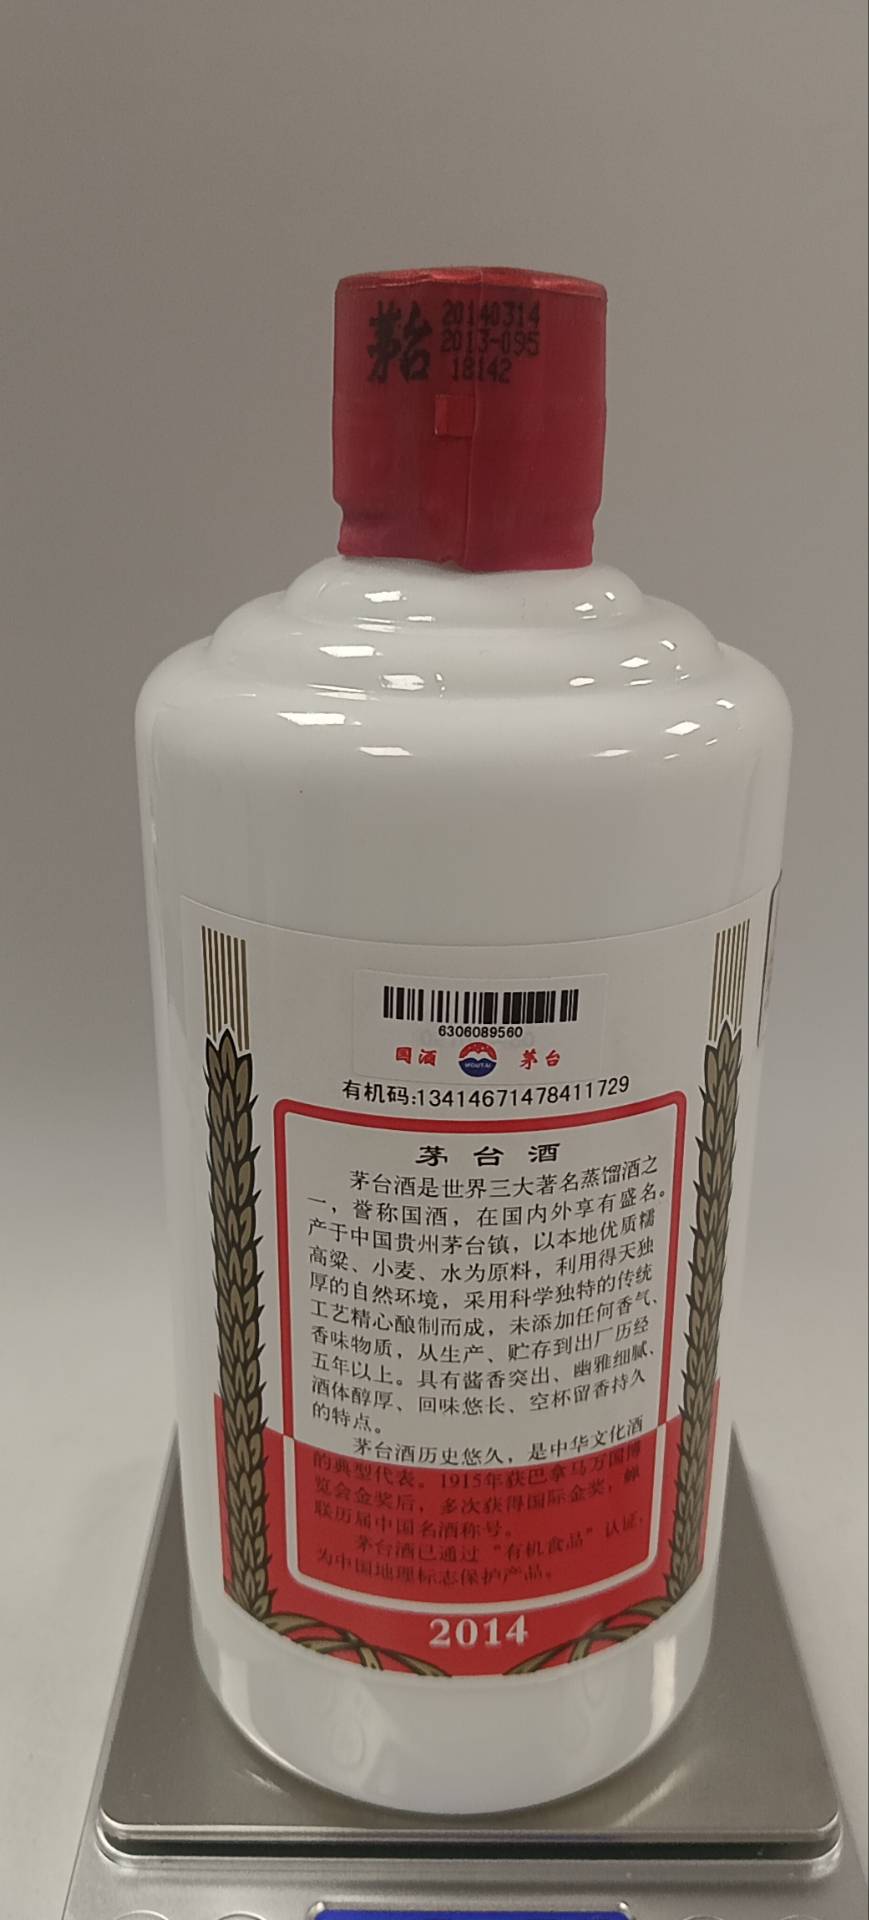 茅台
20140314
2013-095
18142
6306089560
国酒 MOUTAI 茅台
有机码:13414671478411729
茅台酒
茅台酒是世界三大著名蒸馏酒之
一，誉称国酒，在国内外享有盛名。
产于中国贵州茅台镇，以本地优质糯
高粱、小麦、水为原料，利用得天独
厚的自然环境，采用科学独特的传统
工艺精心酿制而成，未添加任何香气、
香味物质，从生产、贮存到出厂历经
五年以上。具有酱香突出、幽雅细腻、
酒体醇厚、回味悠长、空杯留香持久
的特点。
茅台酒历史悠久，是中华文化酒
的典型代表。1915年获巴拿马万国博
览会金奖后，多次获得国际金奖，蝉
联历届中国名酒称号。
茅台酒已通过“有机食品”认证，
为中国地理标志保护产品。
2014